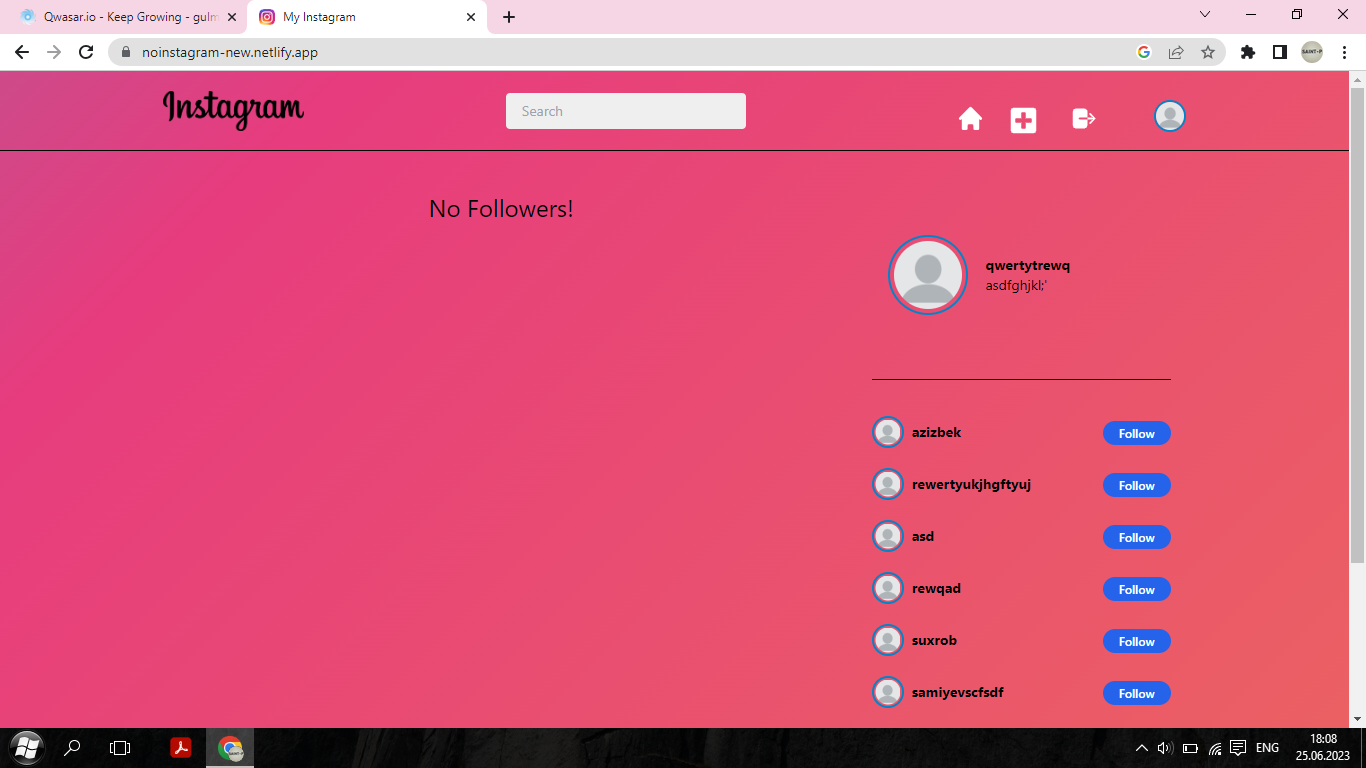 Qwasar.io - Keep Growing - gulm
My Instagram
noinstagram-new.netlify.app
Instagram
Search
No Followers!
qwertytrewq
asdfghjkl;'
azizbek
Follow
rewertyukjhgftyuj
Follow
asd
Follow
rewqad
Follow
suxrob
Follow
samiyevscfsdf
Follow
ENG
18:08
25.06.2023